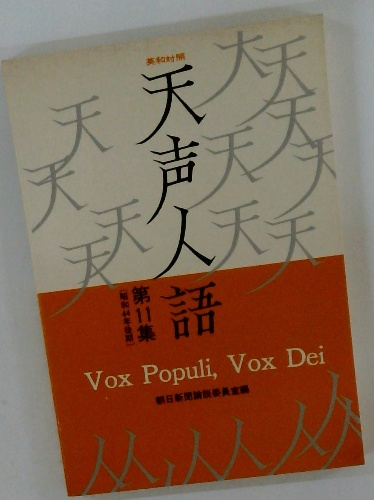 英和対照
天声人語
第11集
[昭和44年後期]
Vox Populi, Vox Dei
朝日新聞論説委員室編